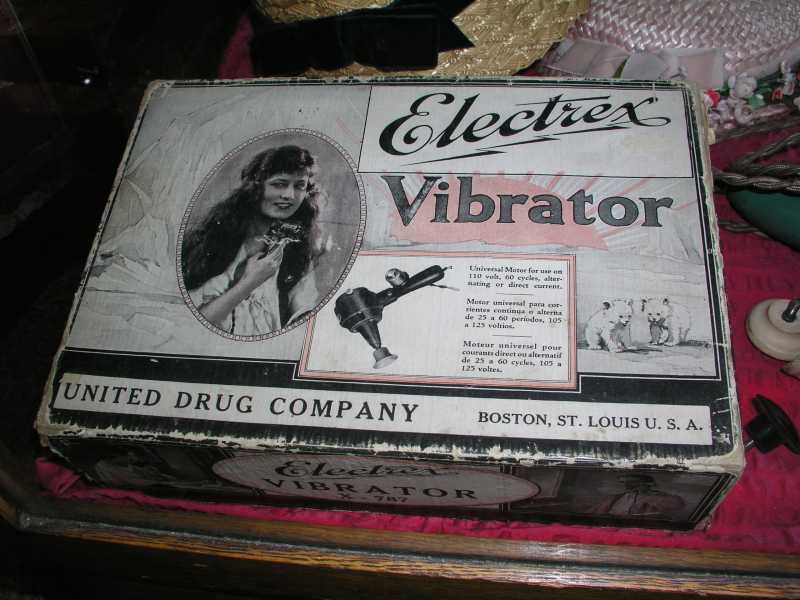 Electrex
Vibrator
Universal Motor for use on
110 volt, 60 cycles, alter-
nating or direct current.
Motor universal para cor-
rientes continua o alterna
de 25 a 60 periodos, 105
a 125 voltios.
Moteur universel pour
courants direct ou alternatif
de 25 a 60 cycles, 105 a
125 voltes.
UNITED DRUG COMPANY
BOSTON, ST. LOUIS U. S. A.
Electrex
VIBRATOR
X-787